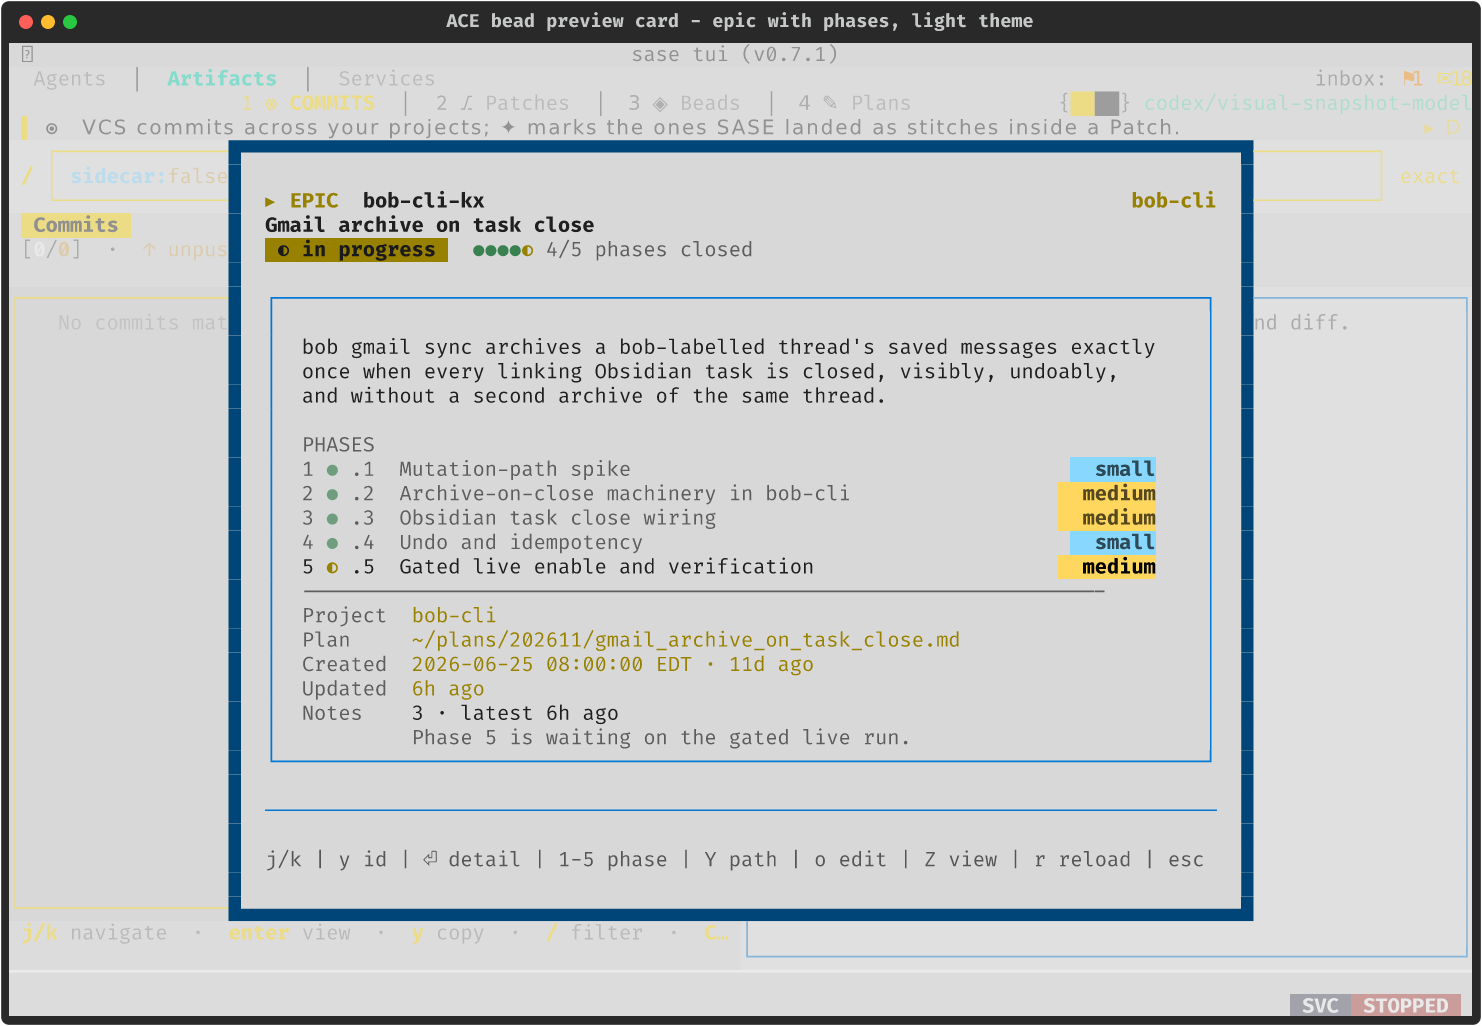 ACE bead preview card - epic with phases, light theme
sase tui (v0.7.1)
Agents │ Artifacts │ Services inbox: ⚑1 ✉18
1 ◉ COMMITS │ 2 ⎎ Patches │ 3 ◈ Beads │ 4 ✎ Plans { } codex/visual-snapshot-model
◉ VCS commits across your projects; ✦ marks the ones SASE landed as stitches inside a Patch.
/ sidecar:false exact
Commits
[0/0] · ↑ unpus
No commits mat
nd diff.
▸ EPIC bob-cli-kx bob-cli
Gmail archive on task close
◐ in progress ●●●●◐ 4/5 phases closed
bob gmail sync archives a bob-labelled thread's saved messages exactly
once when every linking Obsidian task is closed, visibly, undoably,
and without a second archive of the same thread.
PHASES
1 ● .1 Mutation-path spike small
2 ● .2 Archive-on-close machinery in bob-cli medium
3 ● .3 Obsidian task close wiring medium
4 ● .4 Undo and idempotency small
5 ◐ .5 Gated live enable and verification medium
Project bob-cli
Plan ~/plans/202611/gmail_archive_on_task_close.md
Created 2026-06-25 08:00:00 EDT · 11d ago
Updated 6h ago
Notes 3 · latest 6h ago
Phase 5 is waiting on the gated live run.
j/k | y id | ⏎ detail | 1-5 phase | Y path | o edit | Z view | r reload | esc
j/k navigate · enter view · y copy · / filter · C…
SVC STOPPED